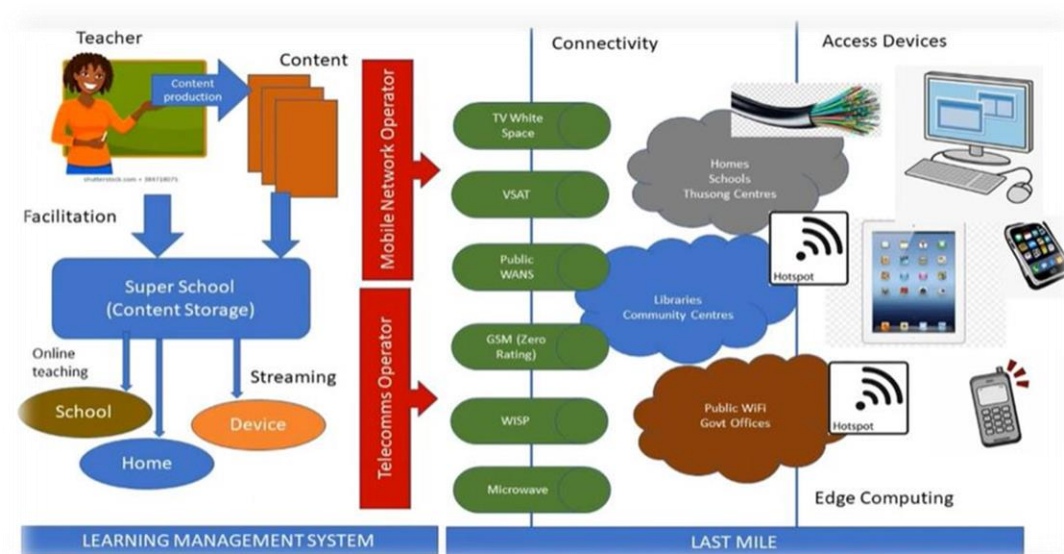 Teacher
Content
production
Content
shutterstock.com • 384718075
Facilitation
Super School
(Content Storage)
Online
teaching
Streaming
School
Device
Home
LEARNING MANAGEMENT SYSTEM
Mobile Network Operator
Telecomms Operator
Connectivity
TV White
Space
VSAT
Public
WANS
GSM (Zero
Rating)
WISP
Microwave
Homes
Schools
Thusong Centres
Libraries
Community Centres
Public WiFi
Govt Offices
Access Devices
Hotspot
Hotspot
Edge Computing
LAST MILE